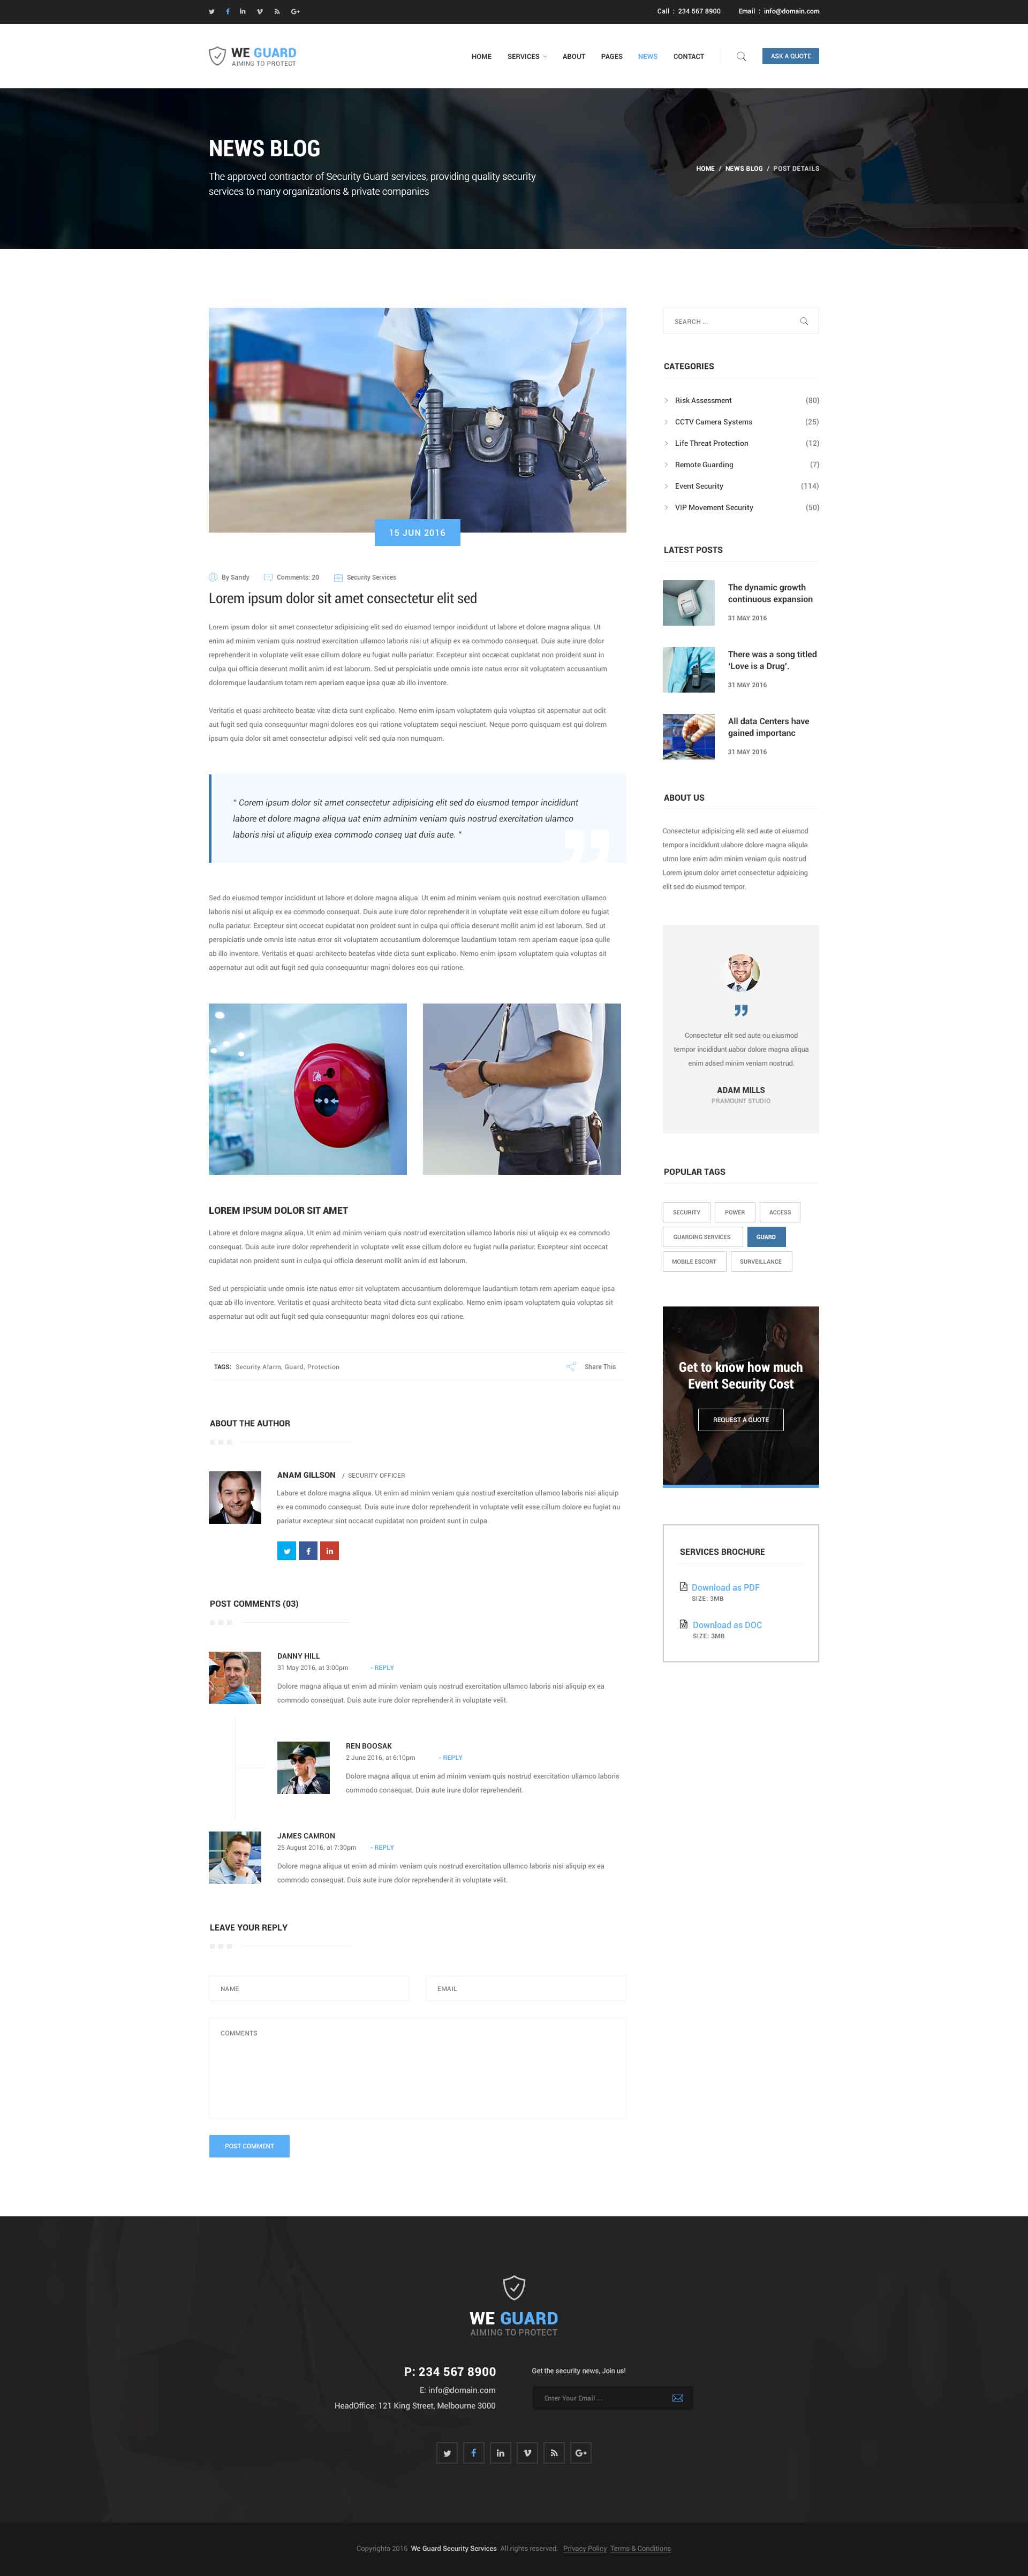 Call : 234 567 8900 Email : info@domain.com
WE GUARD
AIMING TO PROTECT
HOME SERVICES ABOUT PAGES NEWS CONTACT ASK A QUOTE
NEWS BLOG
The approved contractor of Security Guard services, providing quality security
services to many organizations & private companies
HOME / NEWS BLOG / POST DETAILS
15 JUN 2016
By Sandy Comments: 20 Security Services
Lorem ipsum dolor sit amet consectetur elit sed
Lorem ipsum dolor sit amet consectetur adipisicing elit sed do eiusmod tempor incididunt ut labore et dolore magna aliqua. Ut
enim ad minim veniam quis nostrud exercitation ullamco laboris nisi ut aliquip ex ea commodo consequat. Duis aute irure dolor
reprehenderit in voluptate velit esse cillum dolore eu fugiat nulla pariatur. Excepteur sint occæcat cupidatat non proident sunt in
culpa qui officia deserunt mollit anim id est laborum. Sed ut perspiciatis unde omnis iste natus error sit voluptatem accusantium
doloremque laudantium totam rem aperiam eaque ipsa quæ ab illo inventore.
Veritatis et quasi architecto beatæ vitæ dicta sunt explicabo. Nemo enim ipsam voluptatem quia voluptas sit aspernatur aut odit
aut fugit sed quia consequuntur magni dolores eos qui ratione voluptatem sequi nesciunt. Neque porro quisquam est qui dolrem
ipsum quia dolor sit amet consectetur adipisci velit sed quia non numquam.
“ Corem ipsum dolor sit amet consectetur adipisicing elit sed do eiusmod tempor incididunt
labore et dolore magna aliqua uat enim adminim veniam quis nostrud exercitation ulamco
laboris nisi ut aliquip exea commodo conseq uat duis aute. ”
Sed do eiusmod tempor incididunt ut labore et dolore magna aliqua. Ut enim ad minim veniam quis nostrud exercitation ullamco
laboris nisi ut aliquip ex ea commodo consequat. Duis aute irure dolor reprehenderit in voluptate velit esse cillum dolore eu fugiat
nulla pariatur. Excepteur sint occecat cupidatat non proident sunt in culpa qui officia deserunt mollit anim id est laborum. Sed ut
perspiciatis unde omnis iste natus error sit voluptatem accusantium doloremque laudantium totam rem aperiam eaque ipsa qulle
ab illo inventore. Veritatis et quasi architecto beatefas vitde dicta sunt explicabo. Nemo enim ipsam voluptatem quia voluptas sit
aspernatur aut odit aut fugit sed quia consequuntur magni dolores eos qui ratione.
LOREM IPSUM DOLOR SIT AMET
Labore et dolore magna aliqua. Ut enim ad minim veniam quis nostrud exercitation ullamco laboris nisi ut aliquip ex ea commodo
consequat. Duis aute irure dolor reprehenderit in voluptate velit esse cillum dolore eu fugiat nulla pariatur. Excepteur sint occecat
cupidatat non proident sunt in culpa qui officia deserunt mollit anim id est laborum.
Sed ut perspiciatis unde omnis iste natus error sit voluptatem accusantium doloremque laudantium totam rem aperiam eaque ipsa
quæ ab illo inventore. Veritatis et quasi architecto beata vitad dicta sunt explicabo. Nemo enim ipsam voluptatem quia voluptas sit
aspernatur aut odit aut fugit sed quia consequuntur magni dolores eos qui ratione.
TAGS: Security Alarm, Guard, Protection Share This
ABOUT THE AUTHOR
ANAM GILLSON / SECURITY OFFICER
Labore et dolore magna aliqua. Ut enim ad minim veniam quis nostrud exercitation ullamco laboris nisi aliquip
ex ea commodo consequat. Duis aute irure dolor reprehenderit in voluptate velit esse cillum dolore eu fugiat nu
pariatur excepteur sint occacat cupidatat non proident sunt in culpa.
POST COMMENTS (03)
DANNY HILL
31 May 2016, at 3:00pm - REPLY
Dolore magna aliqua ut enim ad minim veniam quis nostrud exercitation ullamco laboris nisi aliquip ex ea
commodo consequat. Duis aute irure dolor reprehenderit in voluptate velit.
REN BOOSAK
2 June 2016, at 6:10pm - REPLY
Dolore magna aliqua ut enim ad minim veniam quis nostrud exercitation ullamco laboris
commodo consequat. Duis aute irure dolor reprehenderit.
JAMES CAMRON
25 August 2016, at 7:30pm - REPLY
Dolore magna aliqua ut enim ad minim veniam quis nostrud exercitation ullamco laboris nisi aliquip ex ea
commodo consequat. Duis aute irure dolor reprehenderit in voluptate velit.
LEAVE YOUR REPLY
NAME EMAIL
COMMENTS
POST COMMENT
SEARCH ...
CATEGORIES
Risk Assessment (80)
CCTV Camera Systems (25)
Life Threat Protection (12)
Remote Guarding (7)
Event Security (114)
VIP Movement Security (50)
LATEST POSTS
The dynamic growth
continuous expansion
31 MAY 2016
There was a song titled
‘Love is a Drug’.
31 MAY 2016
All data Centers have
gained importanc
31 MAY 2016
ABOUT US
Consectetur adipisicing elit sed aute ot eiusmod
tempora incididunt ulabore dolore magna aliqula
utmn lore enim adm minim veniam quis nostrud
Lorem ipsum dolor amet consectetur adpisicing
elit sed do eiusmod tempor.
Consectetur elit sed aute ou eiusmod
tempor incididunt uabor dolore magna aliqua
enim adsed minim veniam nostrud.
ADAM MILLS
PRAMOUNT STUDIO
POPULAR TAGS
SECURITY POWER ACCESS
GUARDING SERVICES GUARD
MOBILE ESCORT SURVEILLANCE
Get to know how much
Event Security Cost
REQUEST A QUOTE
SERVICES BROCHURE
Download as PDF
SIZE: 3MB
Download as DOC
SIZE: 3MB
WE GUARD
AIMING TO PROTECT
P: 234 567 8900
E: info@domain.com
HeadOffice: 121 King Street, Melbourne 3000
Get the security news, Join us!
Enter Your Email ...
Copyrights 2016 We Guard Security Services All rights reserved. Privacy Policy Terms & Conditions